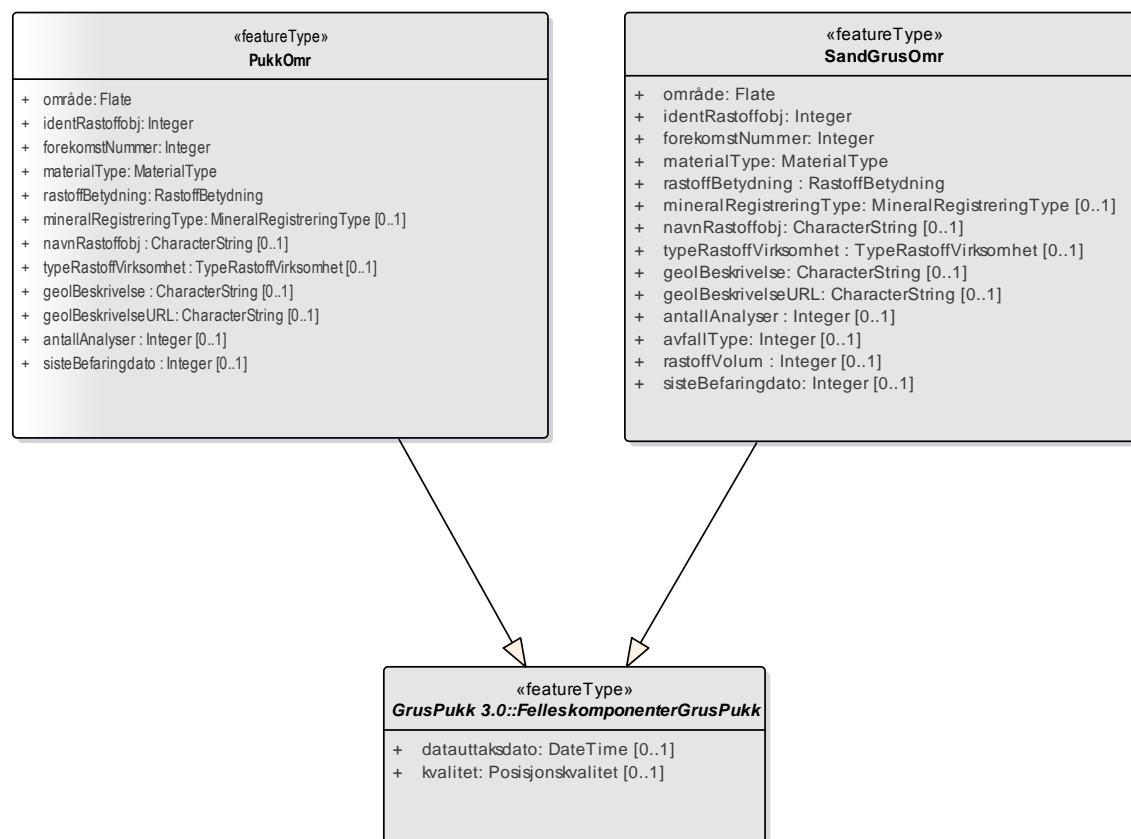 «featureType»
PukkOmr
+ område: Flate
+ identRastoffobj: Integer
+ forekomstNummer: Integer
+ materialType: MaterialType
+ rastoffBetydning: RastoffBetydning
+ mineralRegistreringType: MineralRegistreringType [0..1]
+ navnRastoffobj : CharacterString [0..1]
+ typeRastoffVirksomhet : TypeRastoffVirksomhet [0..1]
+ geolBeskrivelse : CharacterString [0..1]
+ geolBeskrivelseURL: CharacterString [0..1]
+ antallAnalyser : Integer [0..1]
+ sisteBefaringdato : Integer [0..1]
«featureType»
SandGrusOmr
+ område: Flate
+ identRastoffobj: Integer
+ forekomstNummer: Integer
+ materialType: MaterialType
+ rastoffBetydning : RastoffBetydning
+ mineralRegistreringType: MineralRegistreringType [0..1]
+ navnRastoffobj: CharacterString [0..1]
+ typeRastoffVirksomhet : TypeRastoffVirksomhet [0..1]
+ geolBeskrivelse: CharacterString [0..1]
+ geolBeskrivelseURL: CharacterString [0..1]
+ antallAnalyser : Integer [0..1]
+ avfallType: Integer [0..1]
+ rastoffVolum : Integer [0..1]
+ sisteBefaringdato: Integer [0..1]
«featureType»
GrusPukk 3.0::FelleskomponenterGrusPukk
+ datauttaksdato: DateTime [0..1]
+ kvalitet: Posisjonskvalitet [0..1]